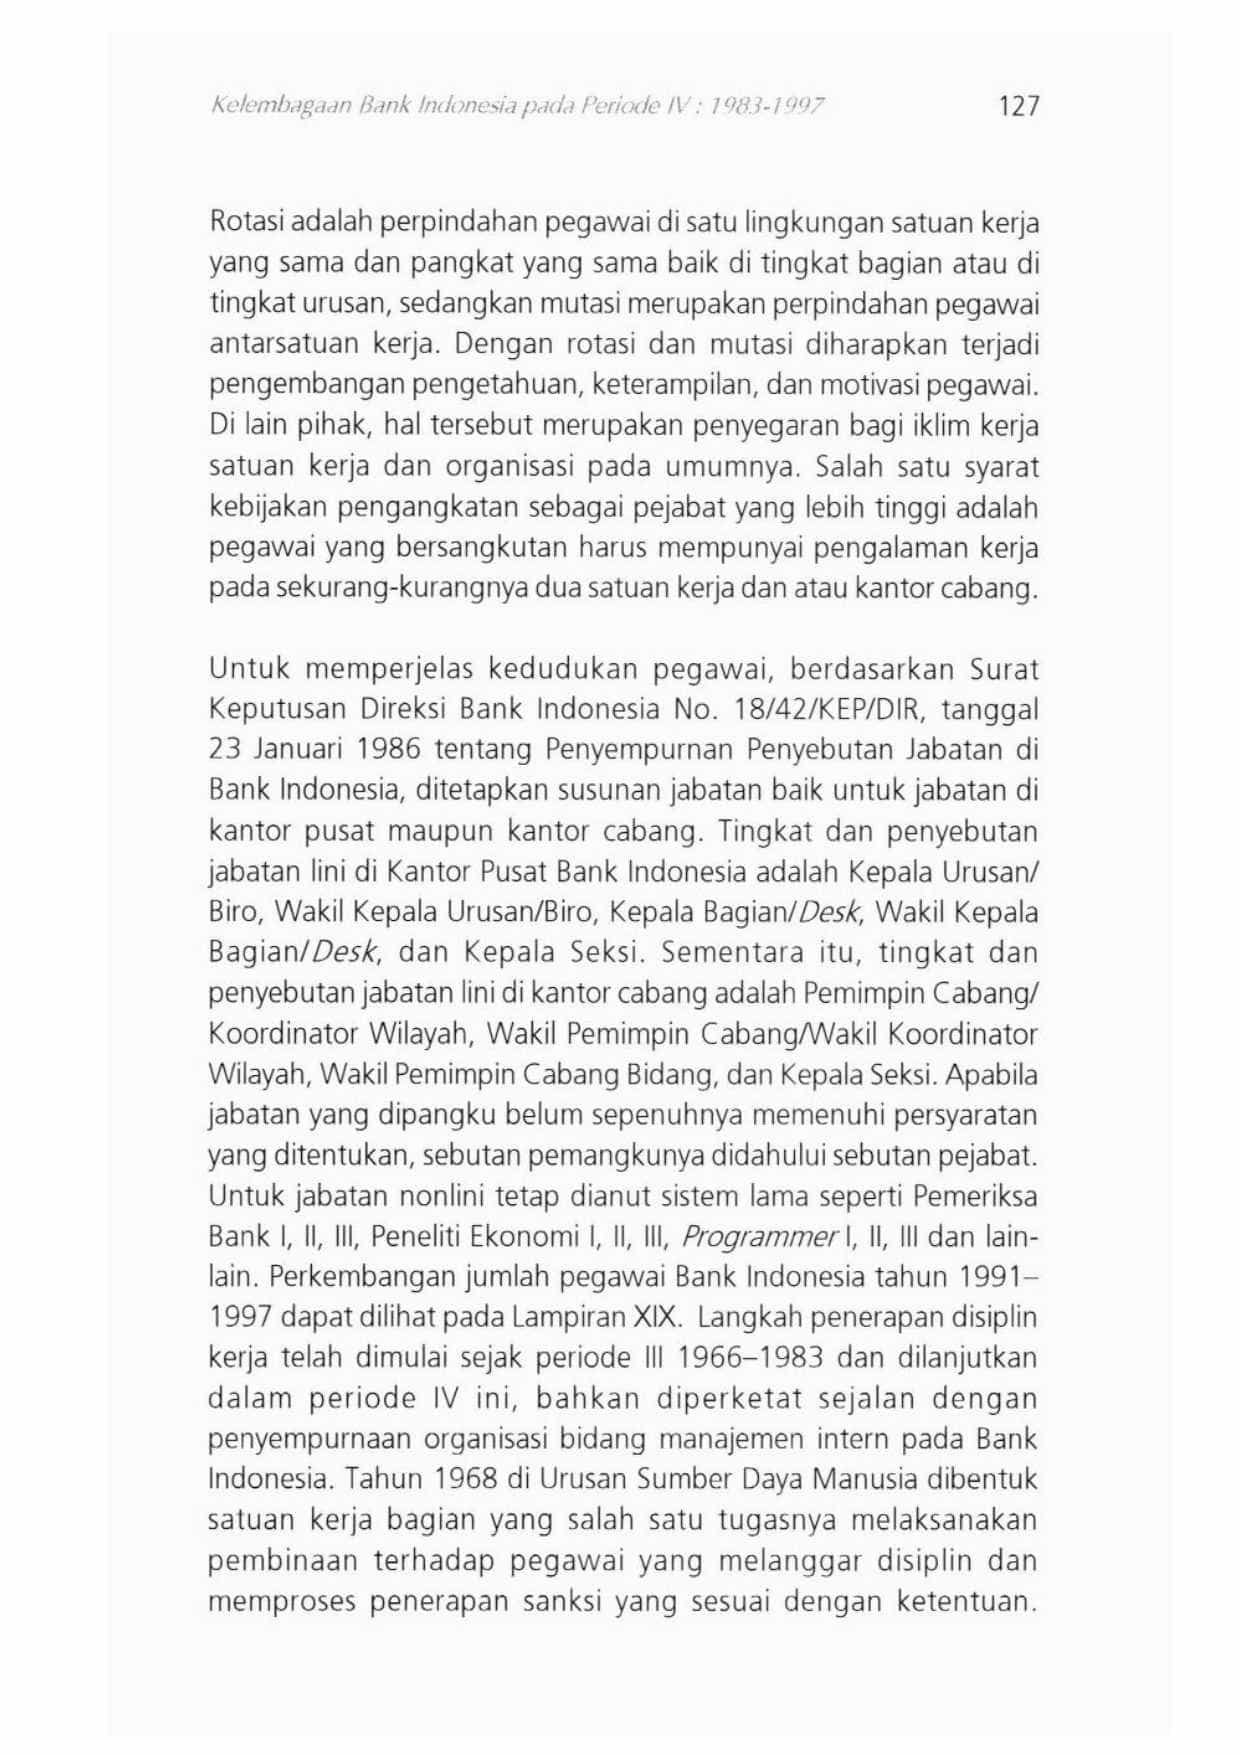 Kelembagaan Bank Indonesia pada Periode IV : 1983-1997 127
Rotasi adalah perpindahan pegawai di satu lingkungan satuan kerja
yang sama dan pangkat yang sama baik di tingkat bagian atau di
tingkat urusan, sedangkan mutasi merupakan perpindahan pegawai
antarsatuan kerja. Dengan rotasi dan mutasi diharapkan terjadi
pengembangan pengetahuan, keterampilan, dan motivasi pegawai.
Di lain pihak, hal tersebut merupakan penyegaran bagi iklim kerja
satuan kerja dan organisasi pada umumnya. Salah satu syarat
kebijakan pengangkatan sebagai pejabat yang lebih tinggi adalah
pegawai yang bersangkutan harus mempunyai pengalaman kerja
pada sekurang-kurangnya dua satuan kerja dan atau kantor cabang.
Untuk memperjelas kedudukan pegawai, berdasarkan Surat
Keputusan Direksi Bank Indonesia No. 18/42/KEP/DIR, tanggal
23 Januari 1986 tentang Penyempurnan Penyebutan Jabatan di
Bank Indonesia, ditetapkan susunan jabatan baik untuk jabatan di
kantor pusat maupun kantor cabang. Tingkat dan penyebutan
jabatan lini di Kantor Pusat Bank Indonesia adalah Kepala Urusan/
Biro, Wakil Kepala Urusan/Biro, Kepala Bagian/Desk, Wakil Kepala
Bagian/Desk, dan Kepala Seksi. Sementara itu, tingkat dan
penyebutan jabatan lini di kantor cabang adalah Pemimpin Cabang/
Koordinator Wilayah, Wakil Pemimpin Cabang/Wakil Koordinator
Wilayah, Wakil Pemimpin Cabang Bidang, dan Kepala Seksi. Apabila
jabatan yang dipangku belum sepenuhnya memenuhi persyaratan
yang ditentukan, sebutan pemangkunya didahului sebutan pejabat.
Untuk jabatan nonlini tetap dianut sistem lama seperti Pemeriksa
Bank I, II, III, Peneliti Ekonomi I, II, III, Programmer I, II, III dan lain-
lain. Perkembangan jumlah pegawai Bank Indonesia tahun 1991–
1997 dapat dilihat pada Lampiran XIX. Langkah penerapan disiplin
kerja telah dimulai sejak periode III 1966–1983 dan dilanjutkan
dalam periode IV ini, bahkan diperketat sejalan dengan
penyempurnaan organisasi bidang manajemen intern pada Bank
Indonesia. Tahun 1968 di Urusan Sumber Daya Manusia dibentuk
satuan kerja bagian yang salah satu tugasnya melaksanakan
pembinaan terhadap pegawai yang melanggar disiplin dan
memproses penerapan sanksi yang sesuai dengan ketentuan.